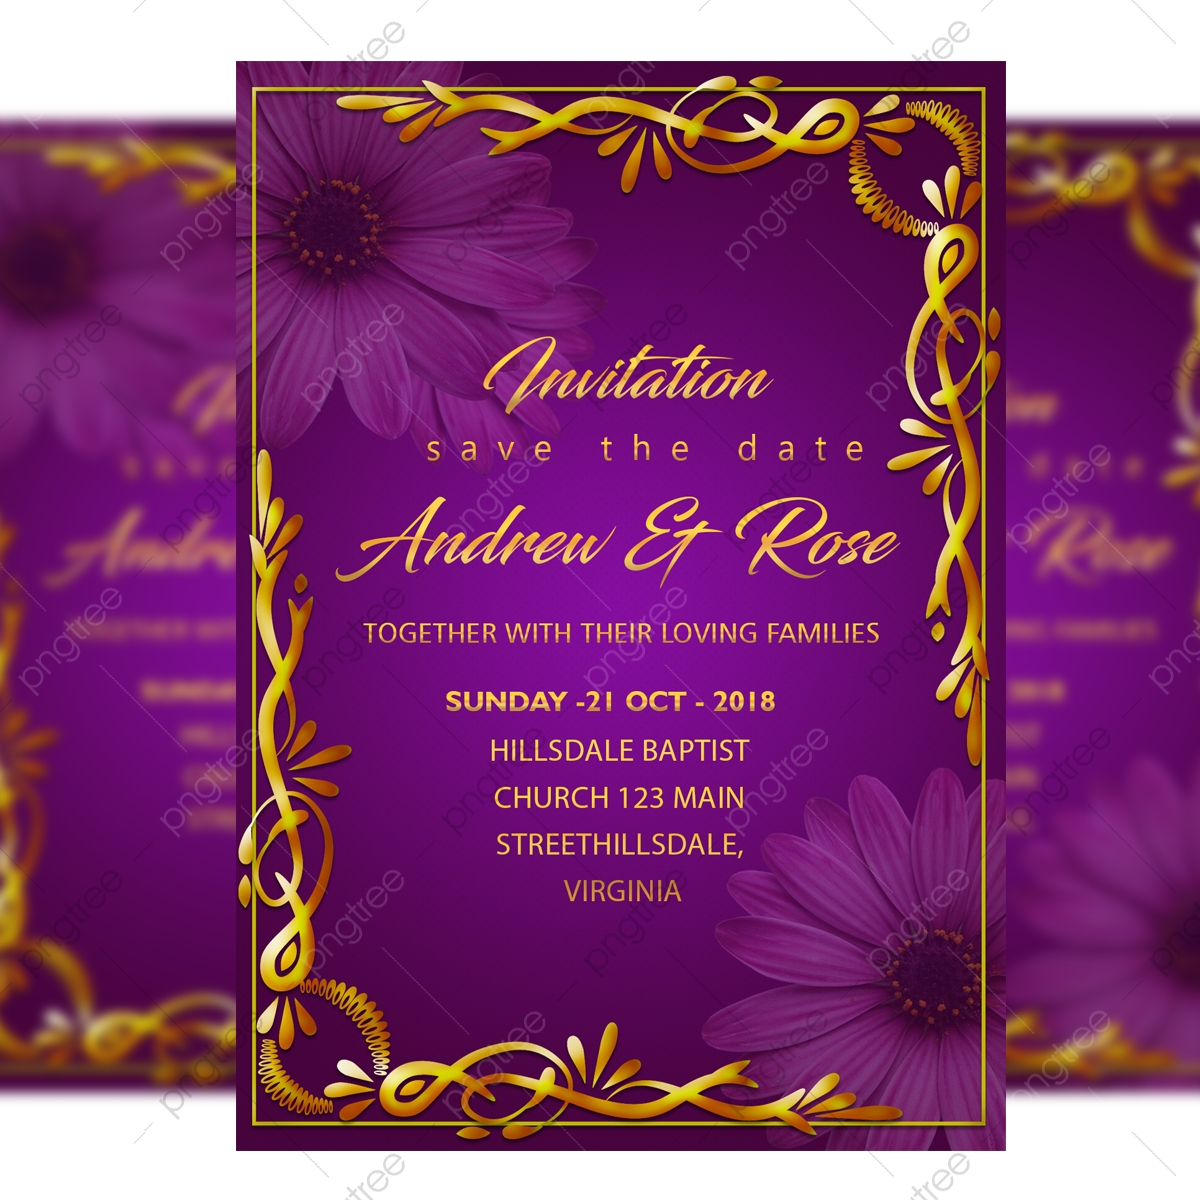 Invitation
save the date
Andrew & Rose
TOGETHER WITH THEIR LOVING FAMILIES
SUNDAY -21 OCT - 2018
HILLSDALE BAPTIST
CHURCH 123 MAIN
STREETHILLSDALE,
VIRGINIA
pngtree